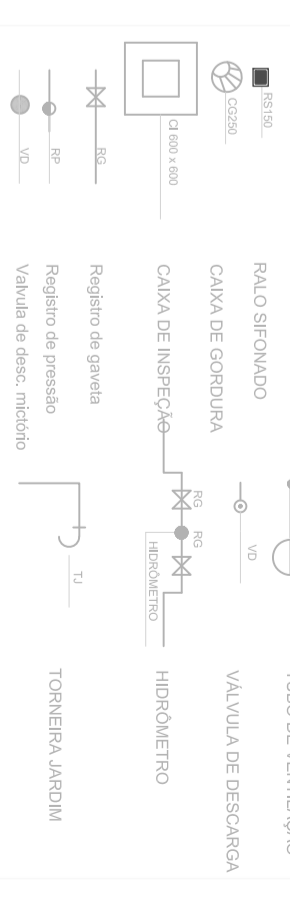 RS150
RALO SIFONADO
CG250
CAIXA DE GORDURA
VD
VÁLVULA DE DESCARGA
CI 600 x 600
CAIXA DE INSPEÇÃO
RG
RG
HIDRÔMETRO
HIDRÔMETRO
RG
Registro de gaveta
TJ
TORNEIRA JARDIM
RP
Registro de pressão
VD
Valvula de desc. mictório